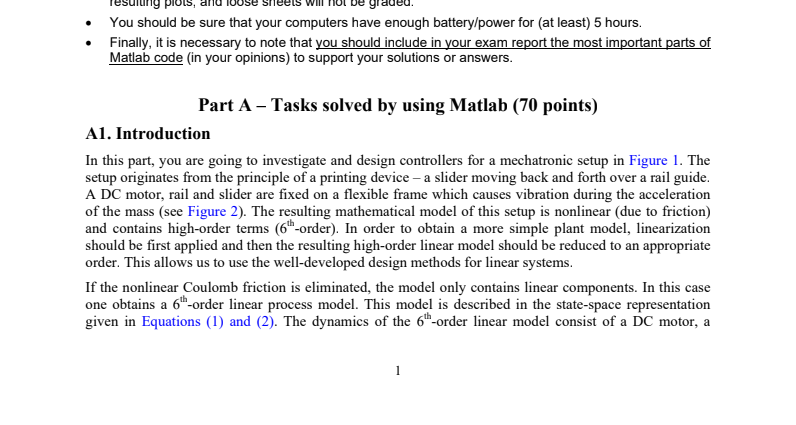 resulting plots, and loose sheets will not be graded.
• You should be sure that your computers have enough battery/power for (at least) 5 hours.
• Finally, it is necessary to note that you should include in your exam report the most important parts of
Matlab code (in your opinions) to support your solutions or answers.
Part A – Tasks solved by using Matlab (70 points)
A1. Introduction
In this part, you are going to investigate and design controllers for a mechatronic setup in Figure 1. The
setup originates from the principle of a printing device – a slider moving back and forth over a rail guide.
A DC motor, rail and slider are fixed on a flexible frame which causes vibration during the acceleration
of the mass (see Figure 2). The resulting mathematical model of this setup is nonlinear (due to friction)
and contains high-order terms (6th-order). In order to obtain a more simple plant model, linearization
should be first applied and then the resulting high-order linear model should be reduced to an appropriate
order. This allows us to use the well-developed design methods for linear systems.
If the nonlinear Coulomb friction is eliminated, the model only contains linear components. In this case
one obtains a 6th-order linear process model. This model is described in the state-space representation
given in Equations (1) and (2). The dynamics of the 6th-order linear model consist of a DC motor, a
1